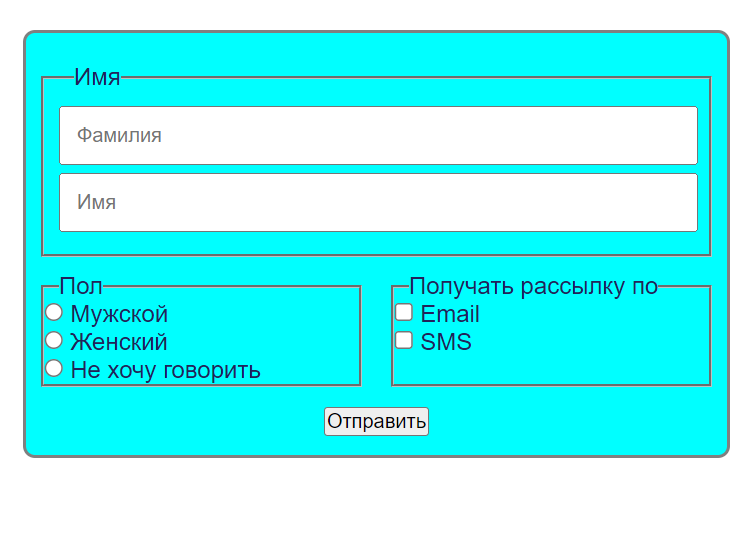 Имя
Фамилия
Имя
Пол
Мужской
Женский
Не хочу говорить
Получать рассылку по
Email
SMS
Отправить